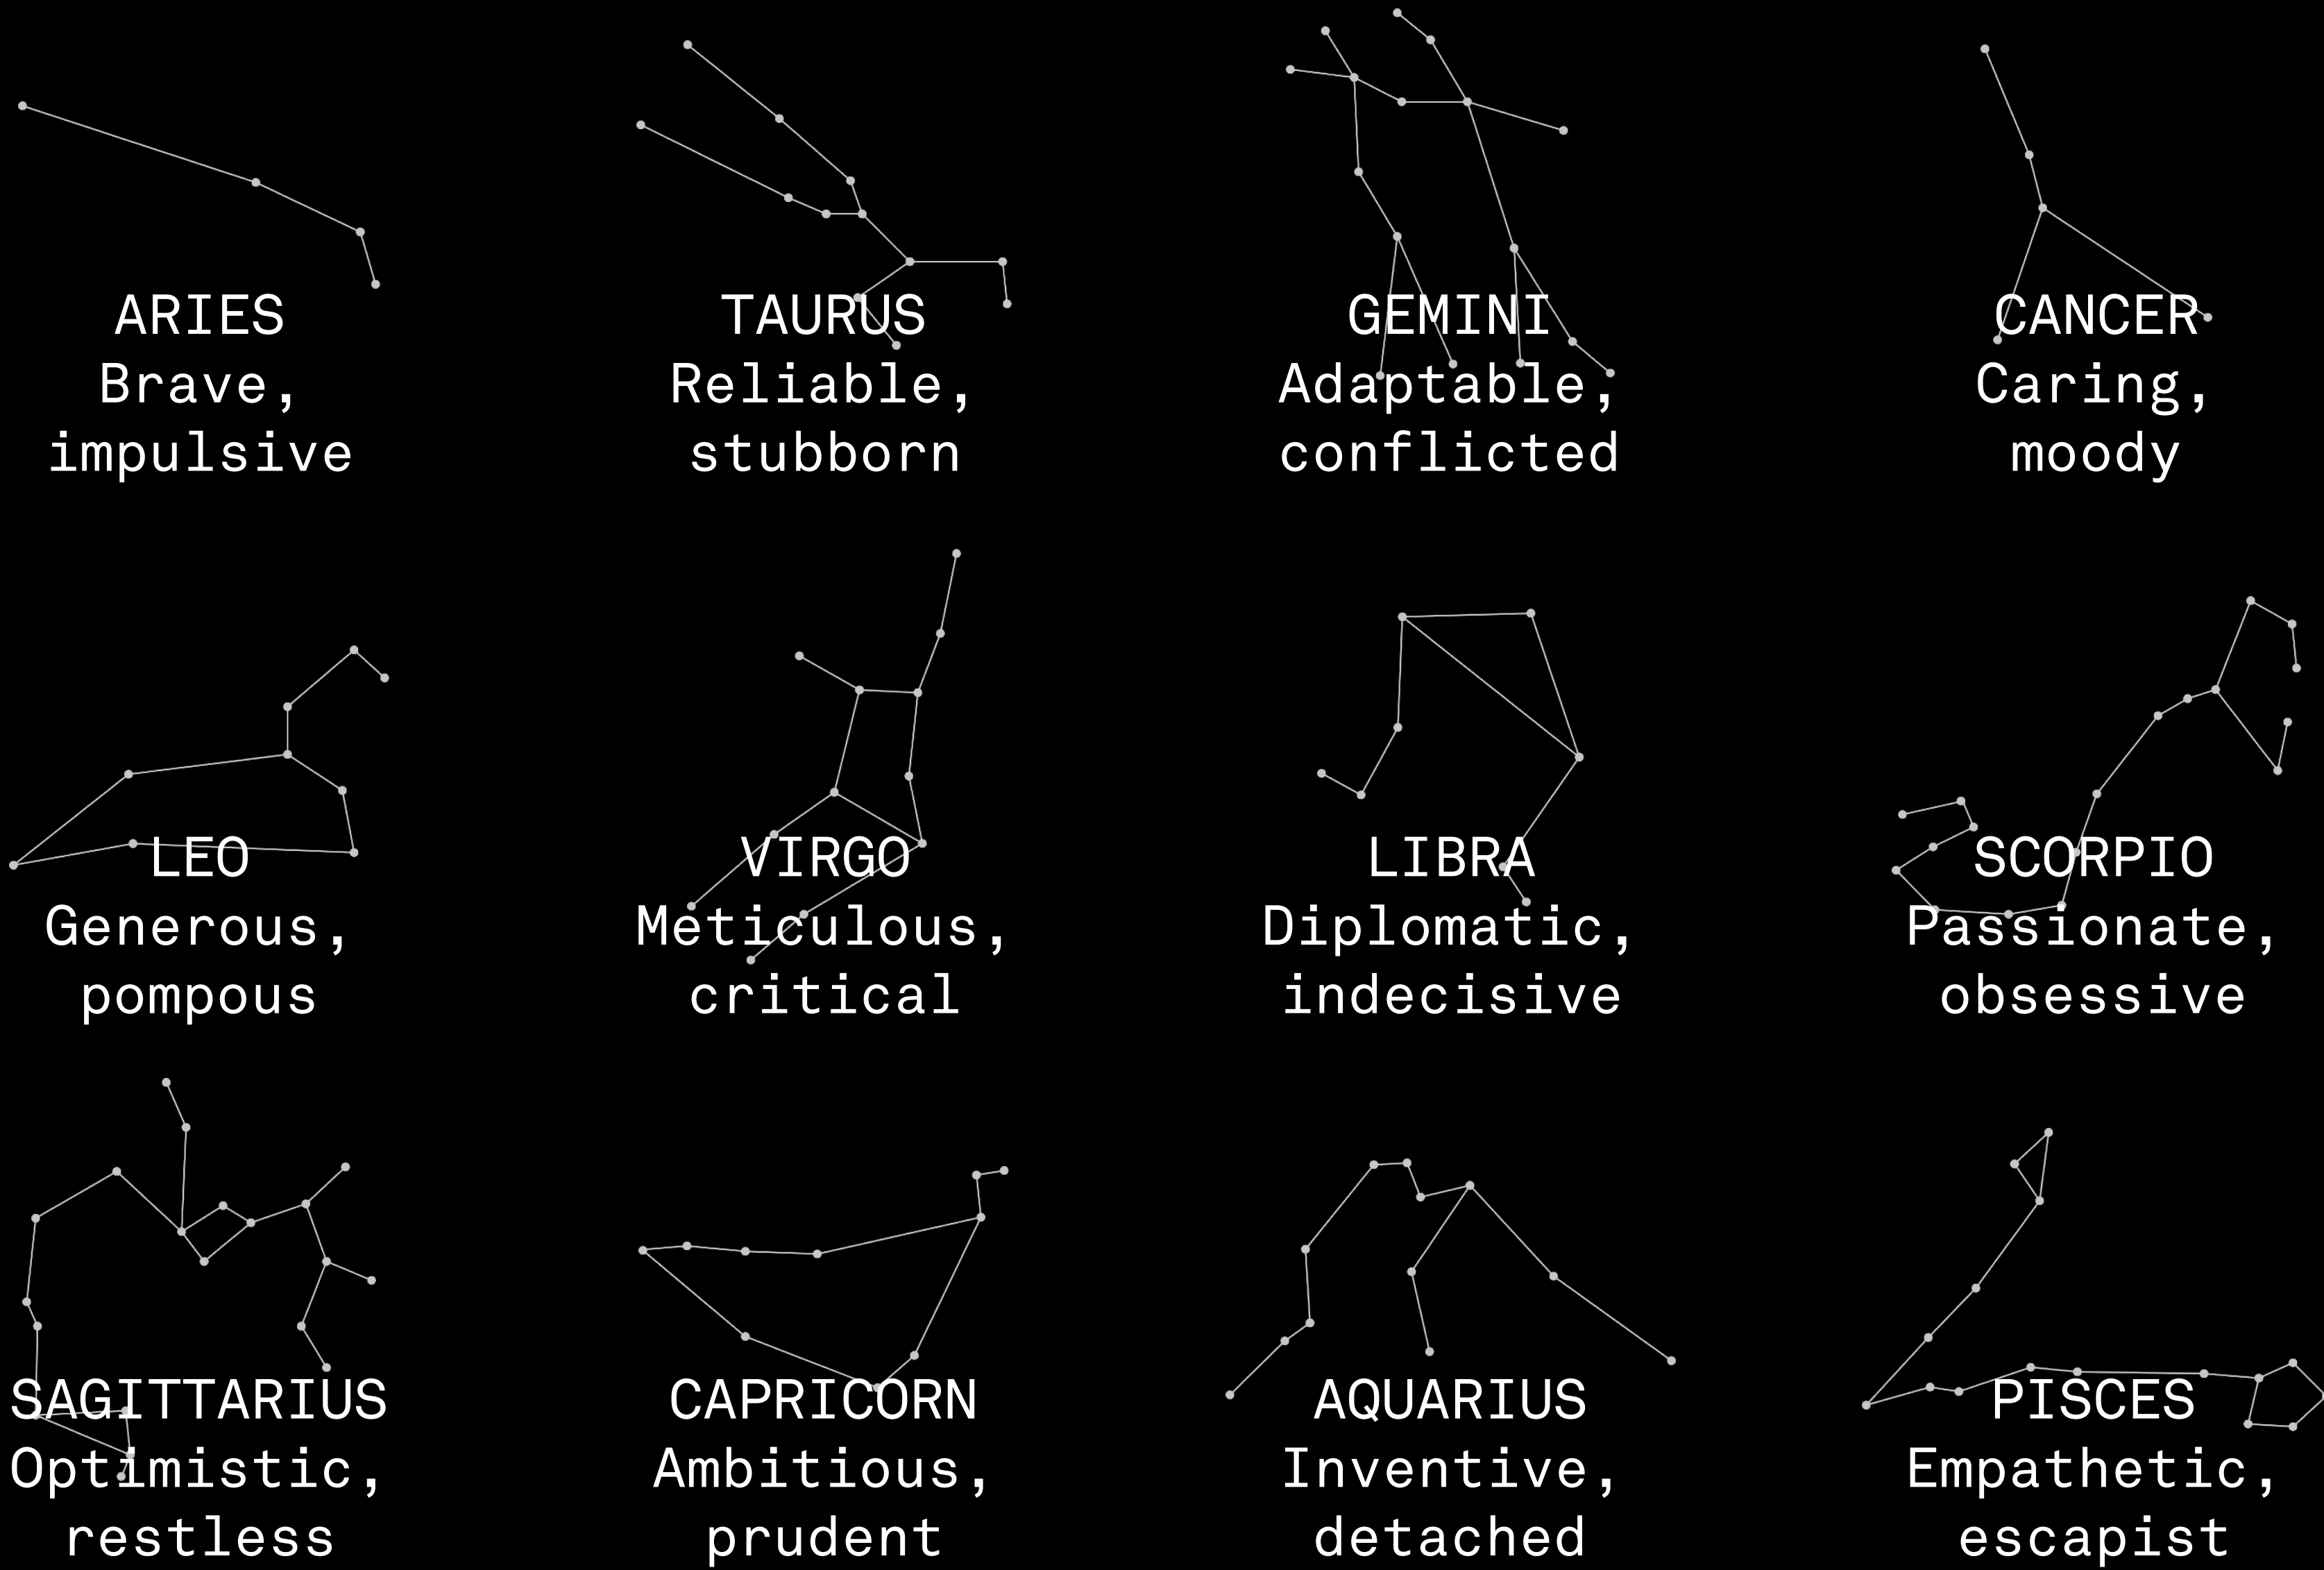 ARIES
Brave,
impulsive
TAURUS
Reliable,
stubborn
GEMINI
Adaptable,
conflicted
CANCER
Caring,
moody
LEO
Generous,
pompous
VIRGO
Meticulous,
critical
LIBRA
Diplomatic,
indecisive
SCORPIO
Passionate,
obsessive
SAGITTARIUS
Optimistic,
restless
CAPRICORN
Ambitious,
prudent
AQUARIUS
Inventive,
detached
PISCES
Empathetic,
escapist